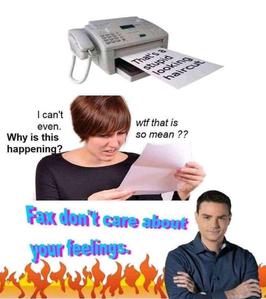 That's a
stupid
looking
haircut
I can't
even.
Why is this
happening?
wtf that is
so mean ??
Fax don't care about
your feelings.